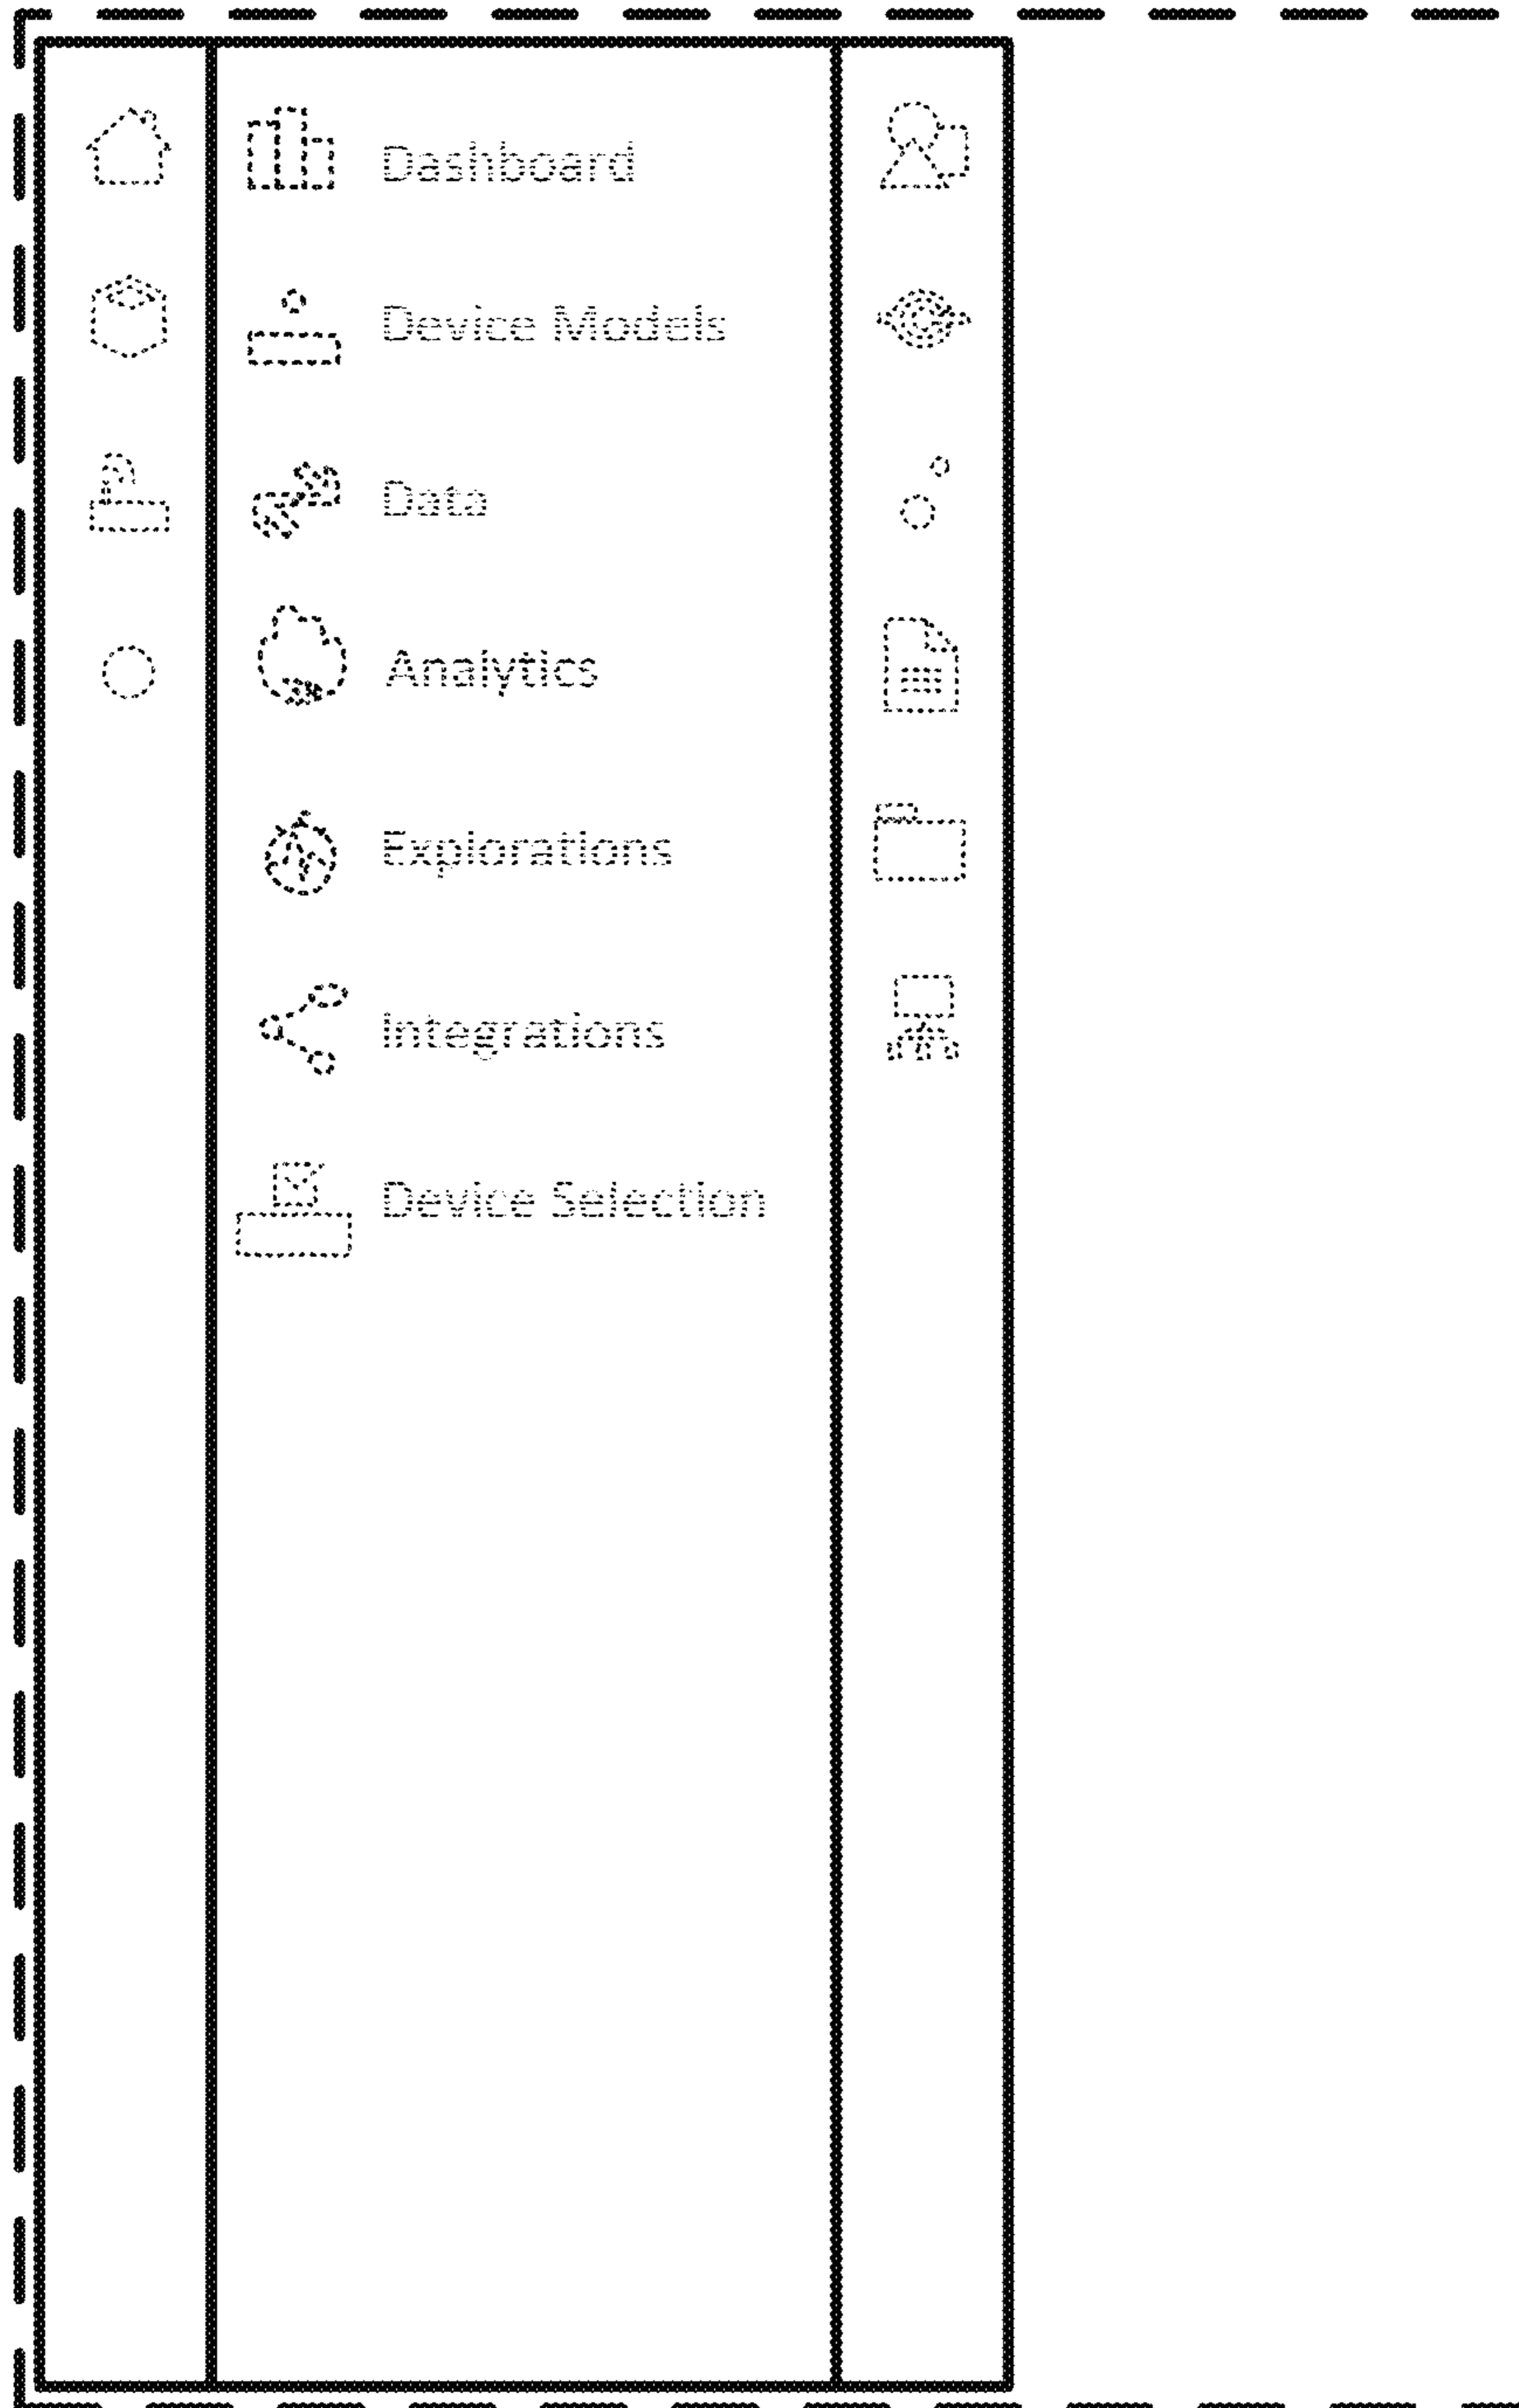 Dashboard
Device Models
Data
Analytics
Explorations
Integrations
Device Selection